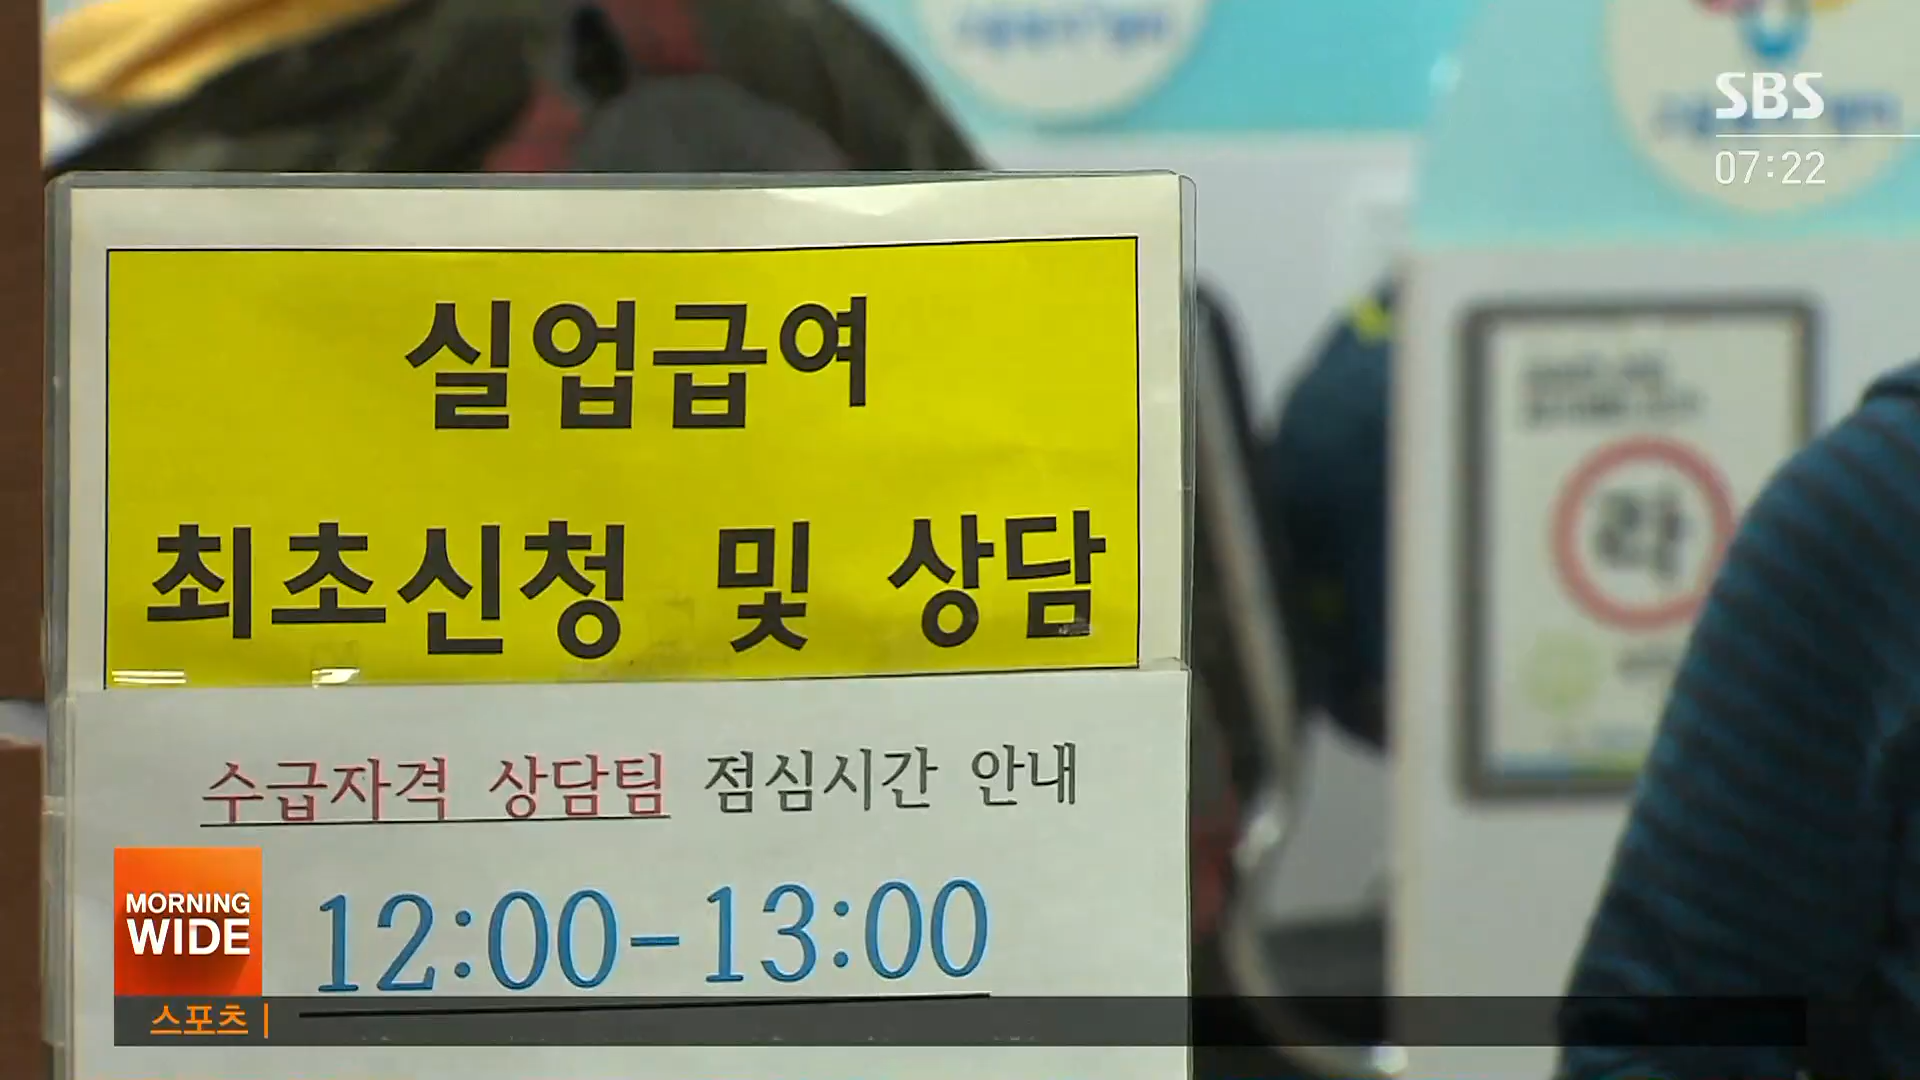 SBS
07:22
실업급여
최초신청 및 상담
수급자격 상담팀 점심시간 안내
12:00-13:00
라
MORNING
WIDE
스포츠